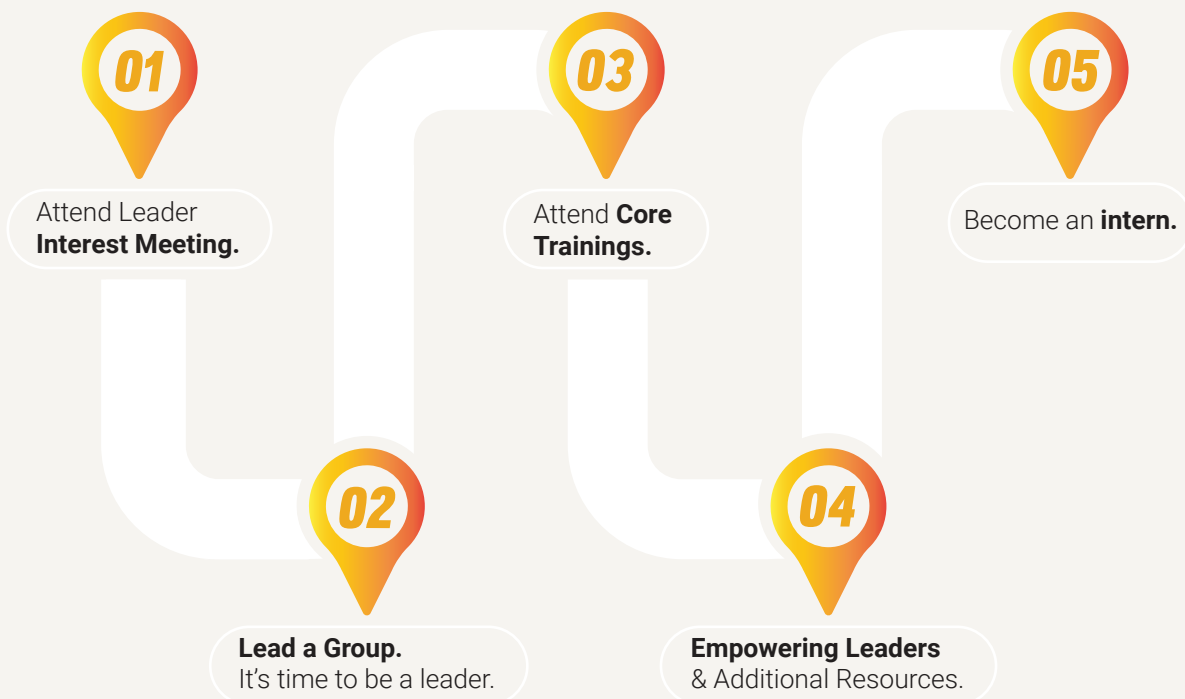 01
Attend Leader
Interest Meeting.
02
Lead a Group.
It’s time to be a leader.
03
Attend Core
Trainings.
04
Empowering Leaders
& Additional Resources.
05
Become an intern.